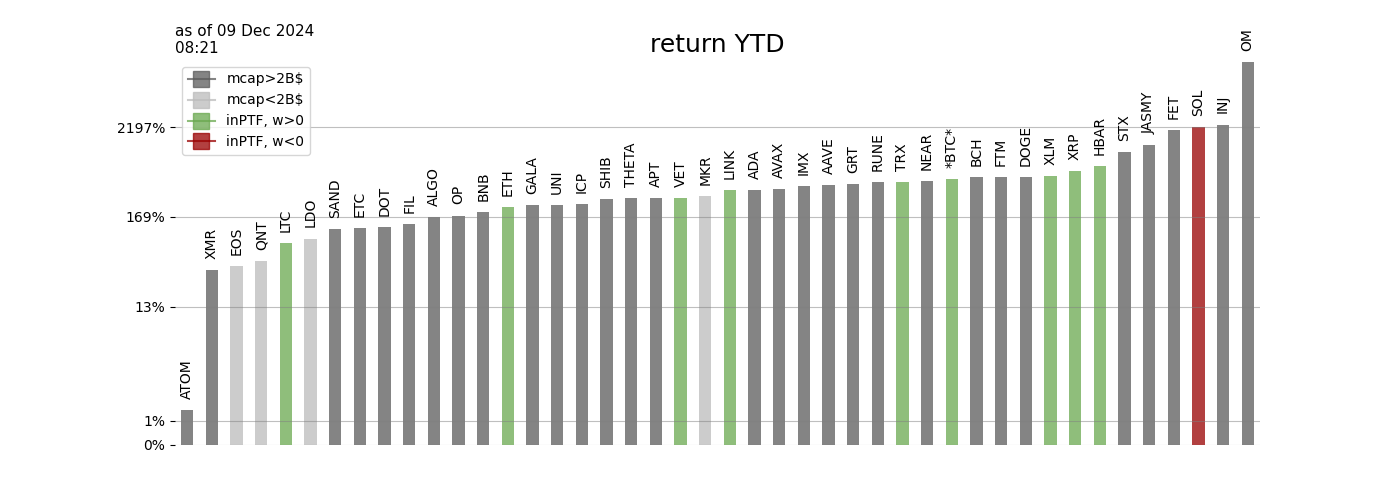 as of 09 Dec 2024
08:21
return YTD
mcap>2B$
mcap<2B$
inPTF, w>0
inPTF, w<0
2197%
169%
13%
1%
0%
ATOM
XMR
EOS
QNT
LTC
LDO
SAND
ETC
DOT
FIL
ALGO
OP
BNB
ETH
GALA
UNI
ICP
SHIB
THETA
APT
VET
MKR
LINK
ADA
AVAX
IMX
AAVE
GRT
RUNE
TRX
NEAR
*BTC*
BCH
FTM
DOGE
XLM
XRP
HBAR
STX
JASMY
FET
SOL
INJ
OM